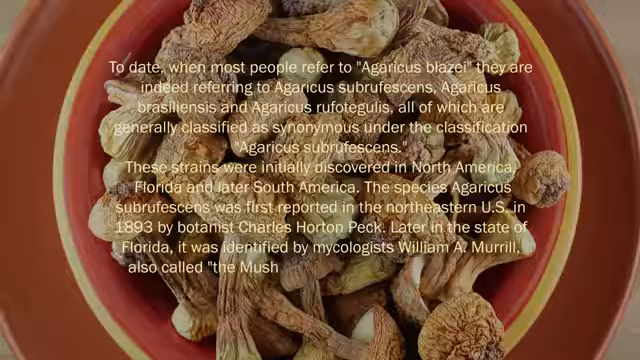 To date, when most people refer to "Agaricus blazei" they are
indeed referring to Agaricus subrufescens, Agaricus
brasiliensis and Agaricus rufotegulis, all of which are
generally classified as synonymous under the classification
"Agaricus subrufescens."
These strains were initially discovered in North America,
Florida and later South America. The species Agaricus
subrufescens was first reported in the northeastern U.S. in
1893 by botanist Charles Horton Peck. Later in the state of
Florida, it was identified by mycologists William A. Murrill,
also called "the Mush